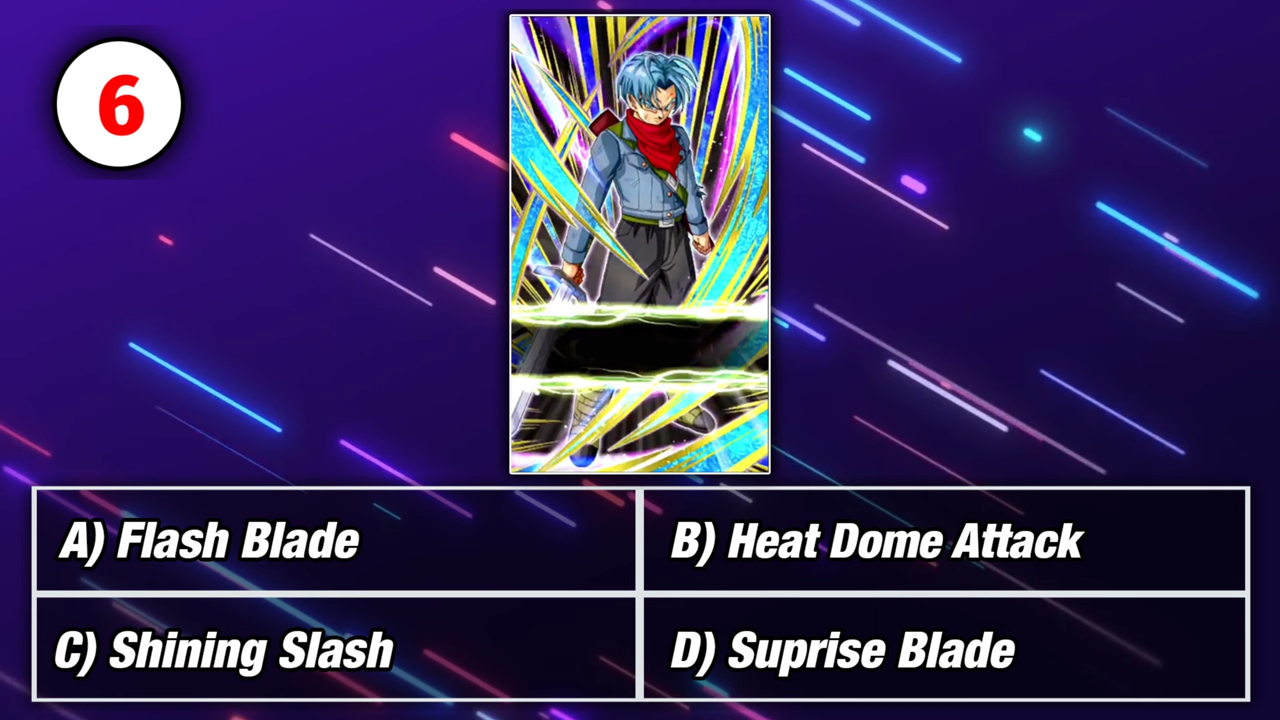 6
A) Flash Blade
B) Heat Dome Attack
C) Shining Slash
D) Suprise Blade